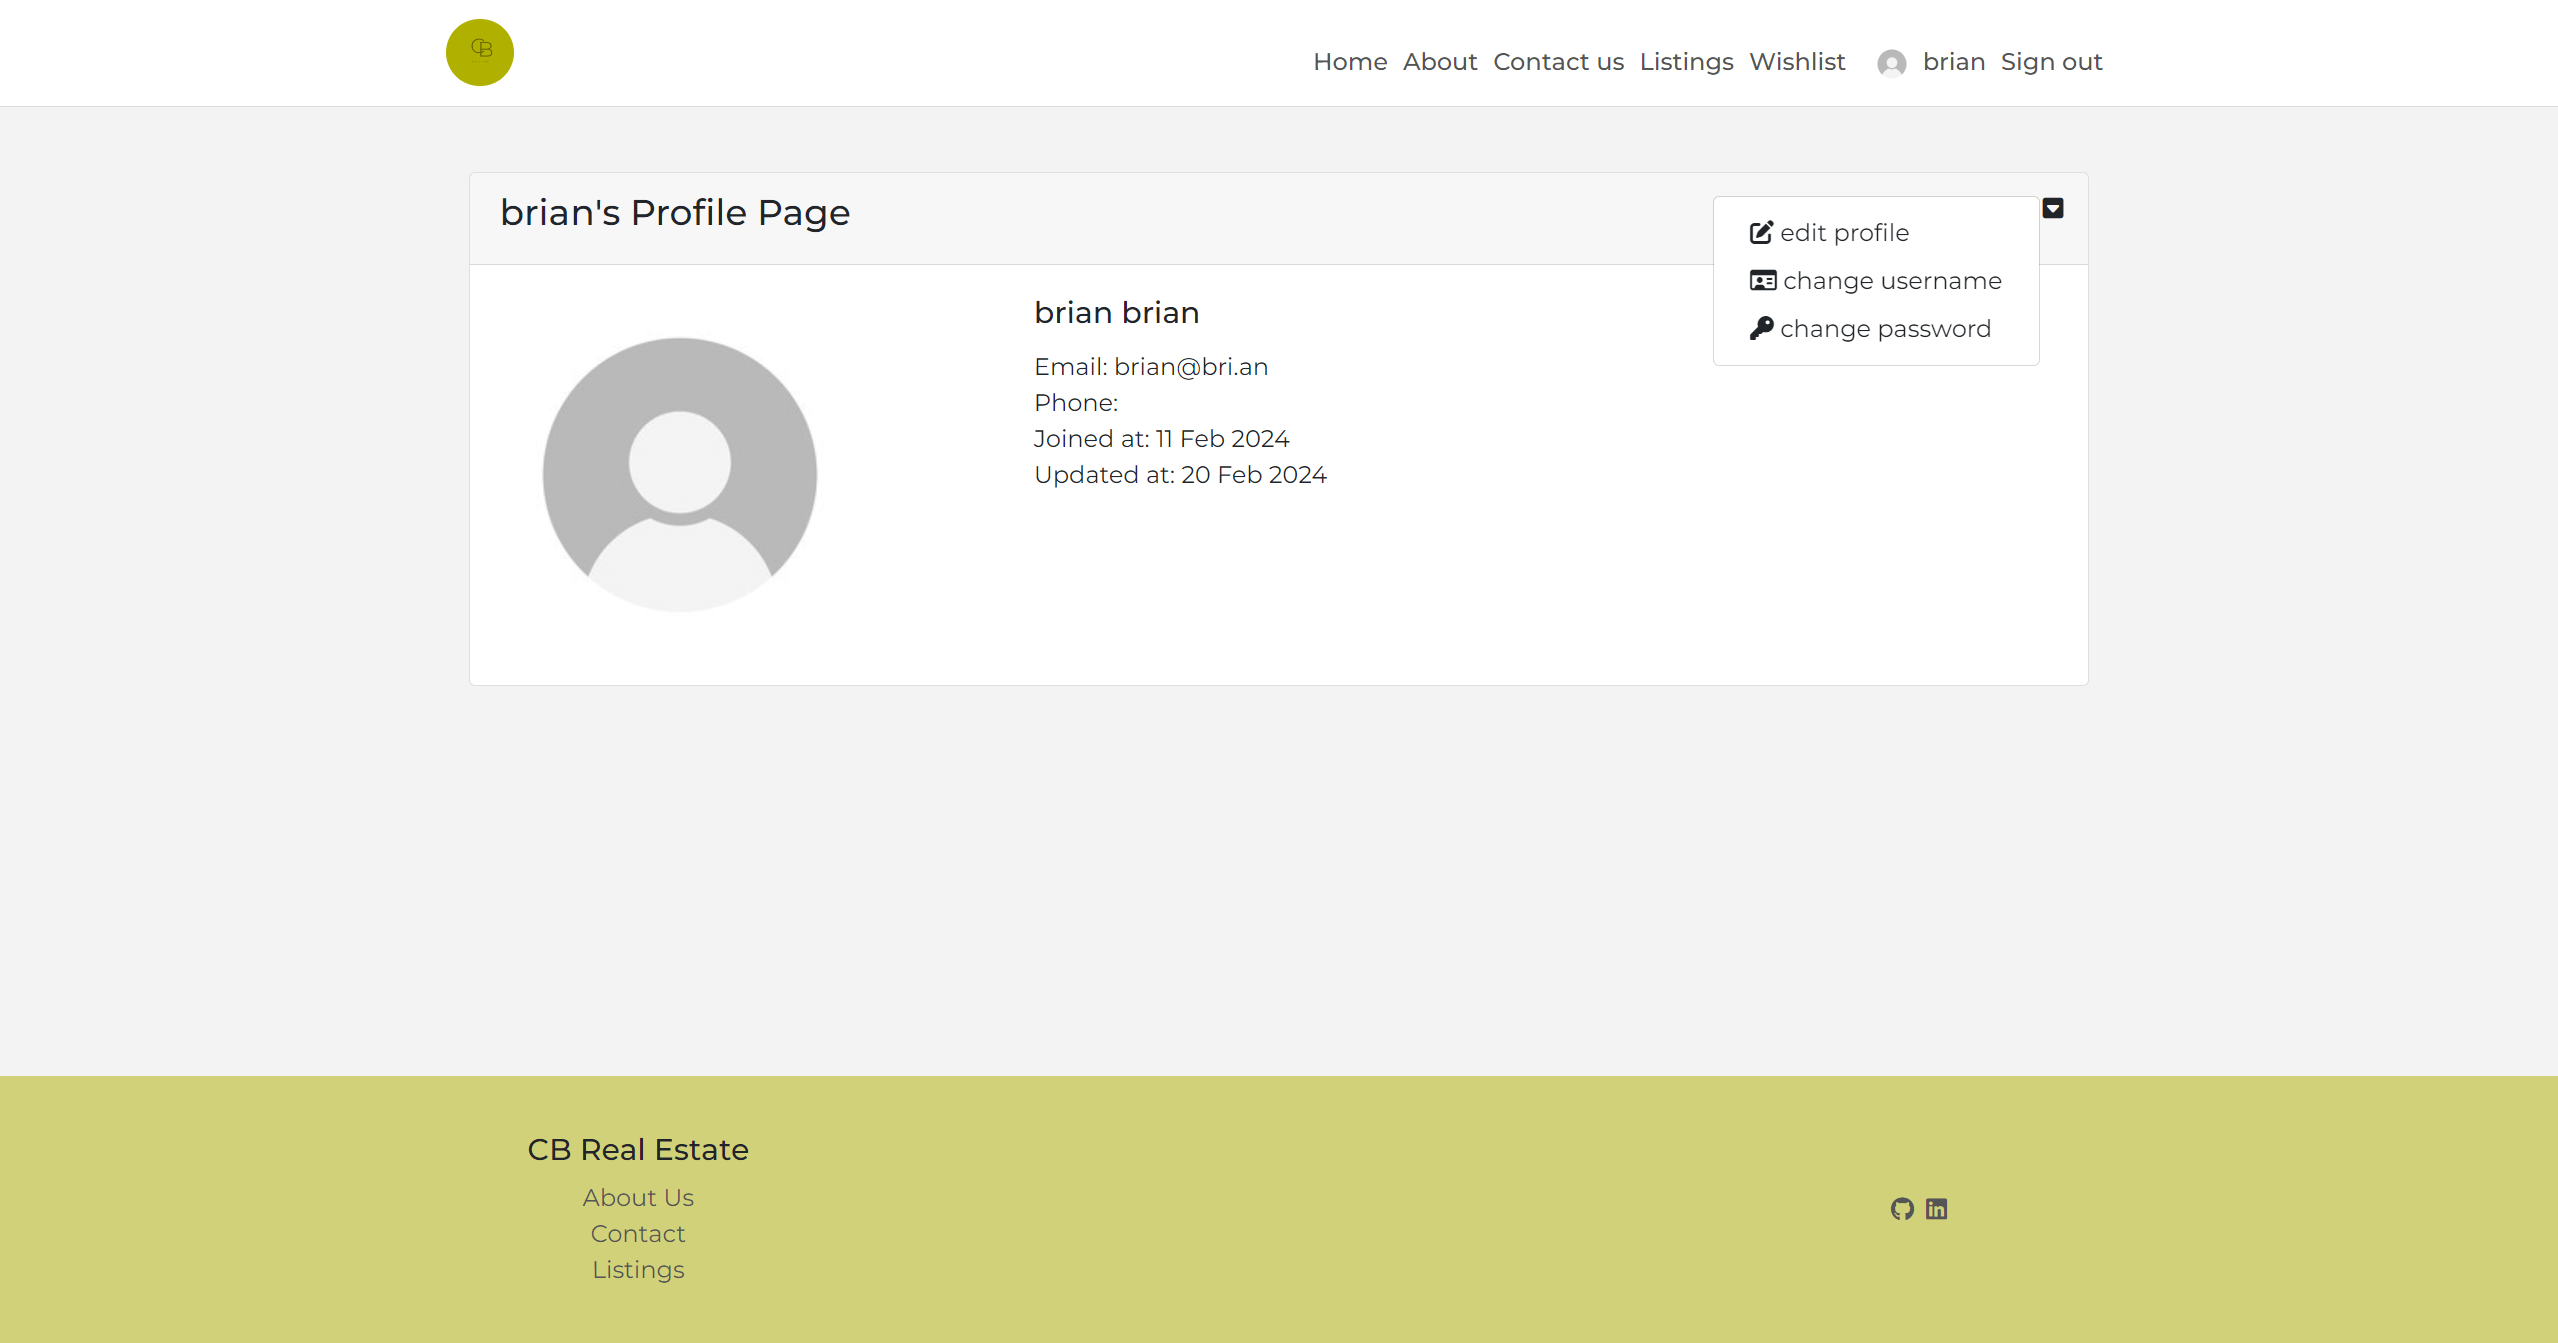 CB
Home About Contact us Listings Wishlist brian Sign out
brian's Profile Page
edit profile
change username
change password
brian brian
Email: brian@bri.an
Phone:
Joined at: 11 Feb 2024
Updated at: 20 Feb 2024
CB Real Estate
About Us
Contact
Listings